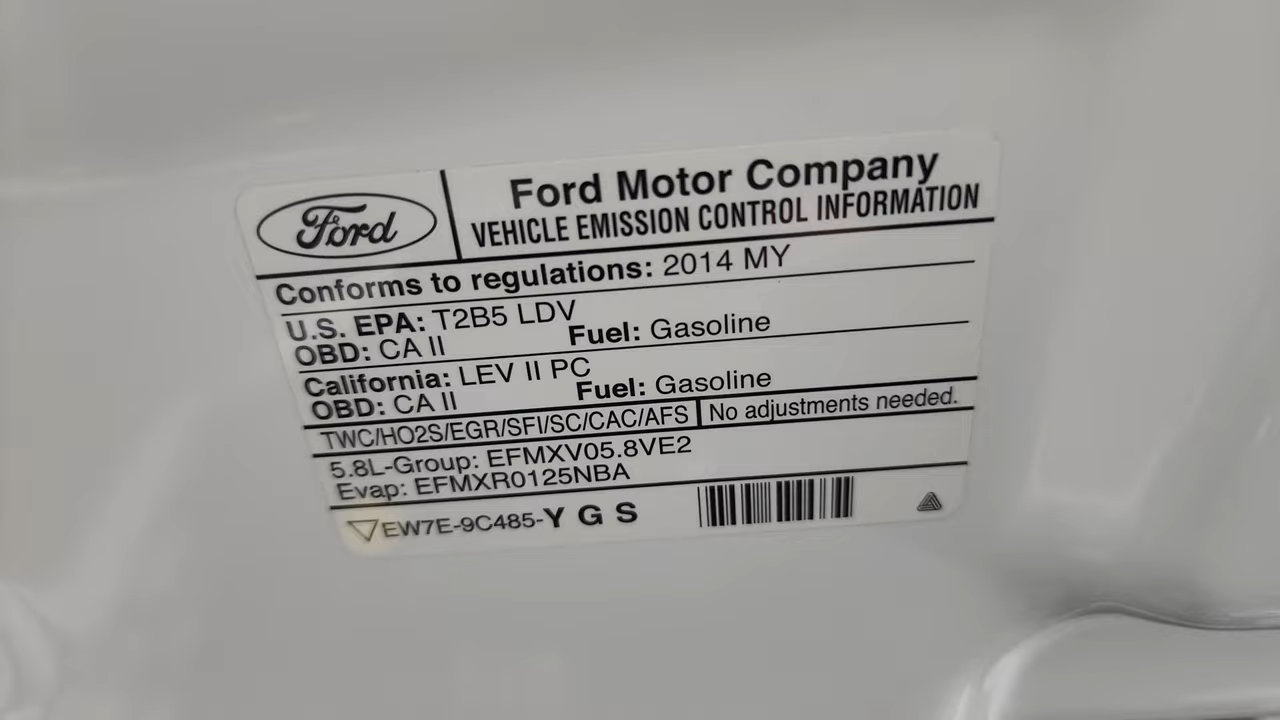 Ford
Ford Motor Company
VEHICLE EMISSION CONTROL INFORMATION
Conforms to regulations: 2014 MY
U.S. EPA: T2B5 LDV
OBD: CA II Fuel: Gasoline
California: LEV II PC
OBD: CA II Fuel: Gasoline
TWC/HO2S/EGR/SFI/SC/CAC/AFS No adjustments needed.
5.8L-Group: EFMXV05.8VE2
Evap: EFMXR0125NBA
EW7E-9C485-Y G S